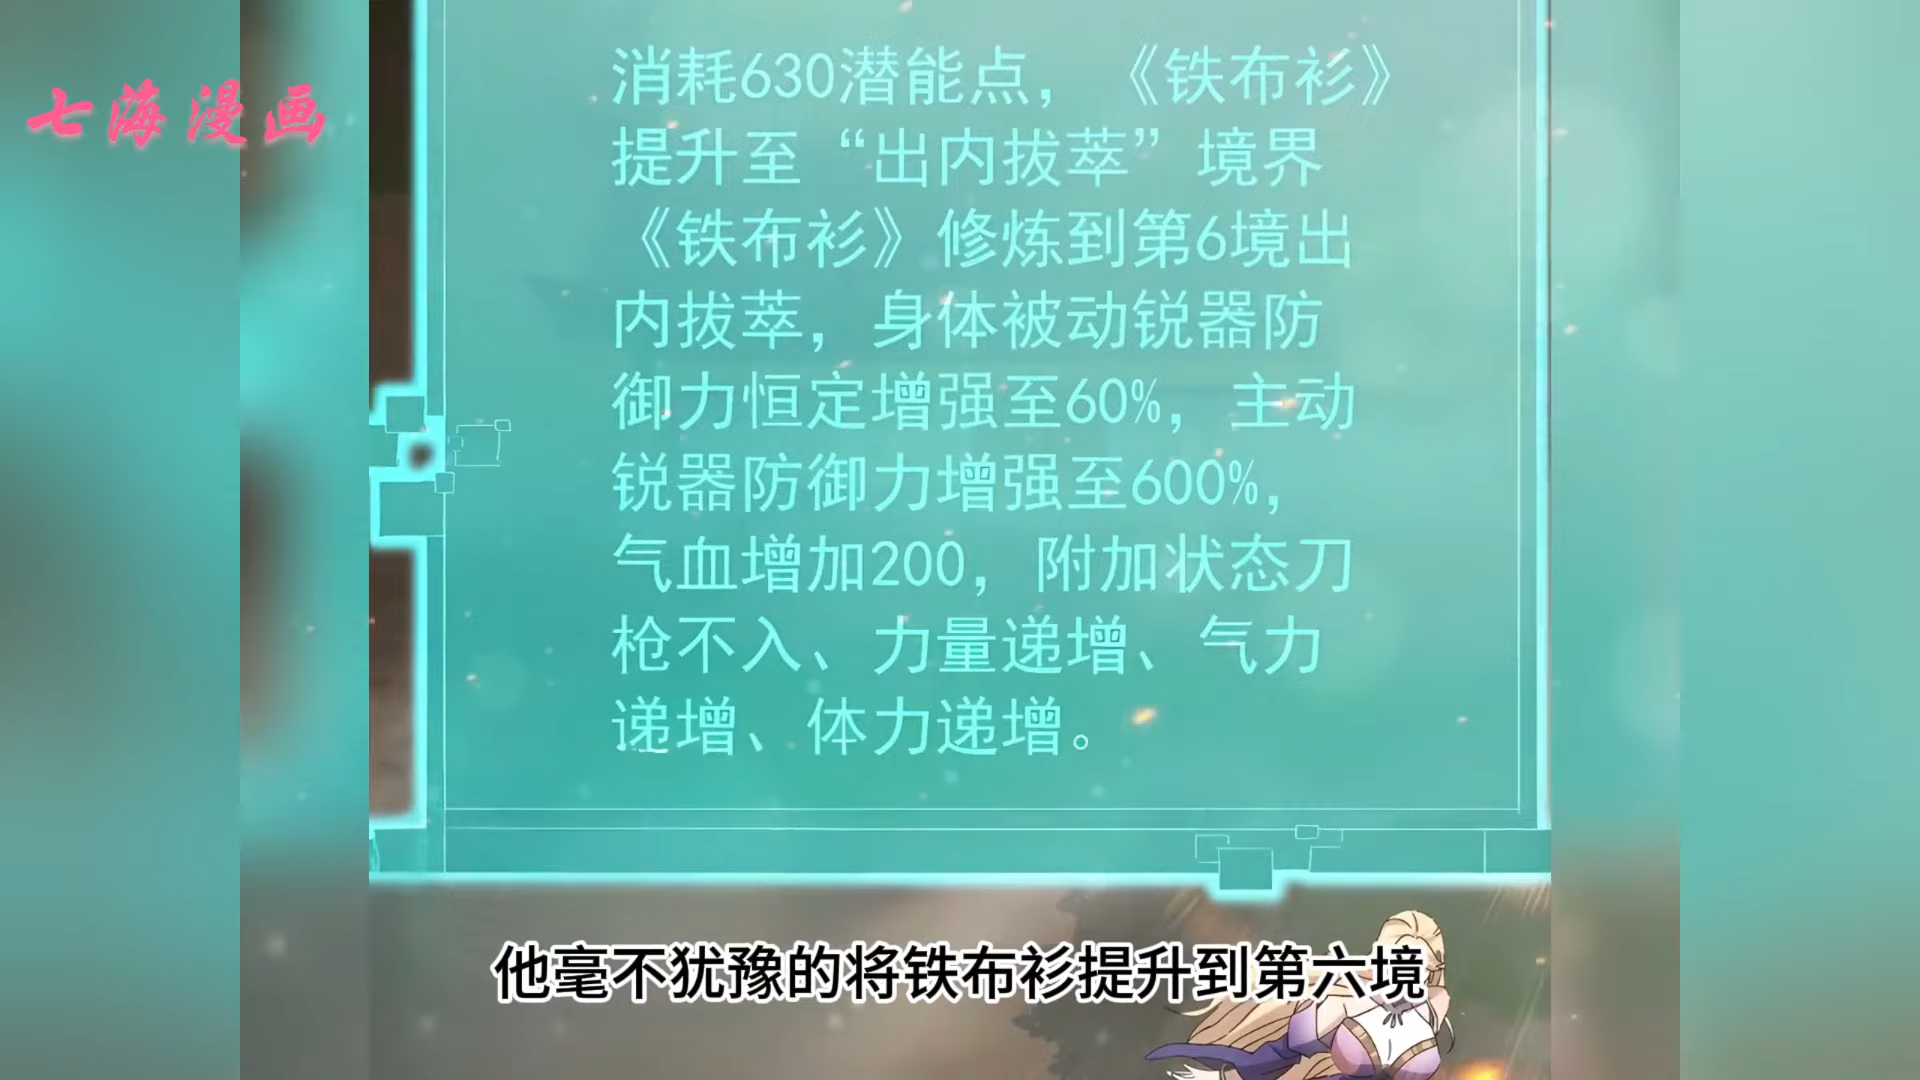 七海漫画
消耗630潜能点，《铁布衫》
提升至“出内拔萃”境界
《铁布衫》修炼到第6境出
内拔萃，身体被动锐器防
御力恒定增强至60%，主动
锐器防御力增强至600%，
气血增加200，附加状态刀
枪不入、力量递增、气力
递增、体力递增。
他毫不犹豫的将铁布衫提升到第六境